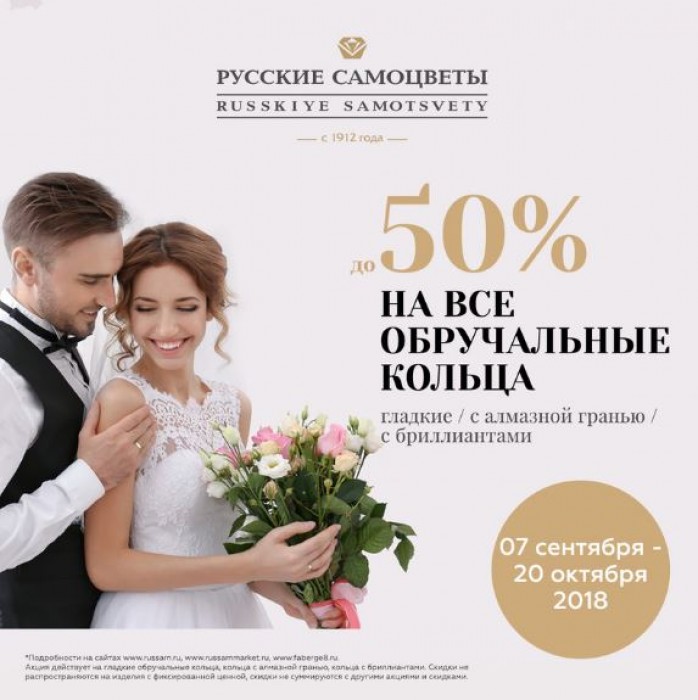 РУССКИЕ САМОЦВЕТЫ
RUSSKIYE SAMOTSVETY
с 1912 года
до 50%
НА ВСЕ
ОБРУЧАЛЬНЫЕ
КОЛЬЦА
гладкие / с алмазной гранью /
с бриллиантами
07 сентября -
20 октября
2018
*Подробности на сайтах www.russam.ru, www.russammarket.ru, www.faberge8.ru.
Акция действует на гладкие обручальные кольца, кольца с алмазной гранью, кольца с бриллиантами. Скидки не
распространяются на изделия с фиксированной ценной, скидки не суммируются с другими акциями и скидками.